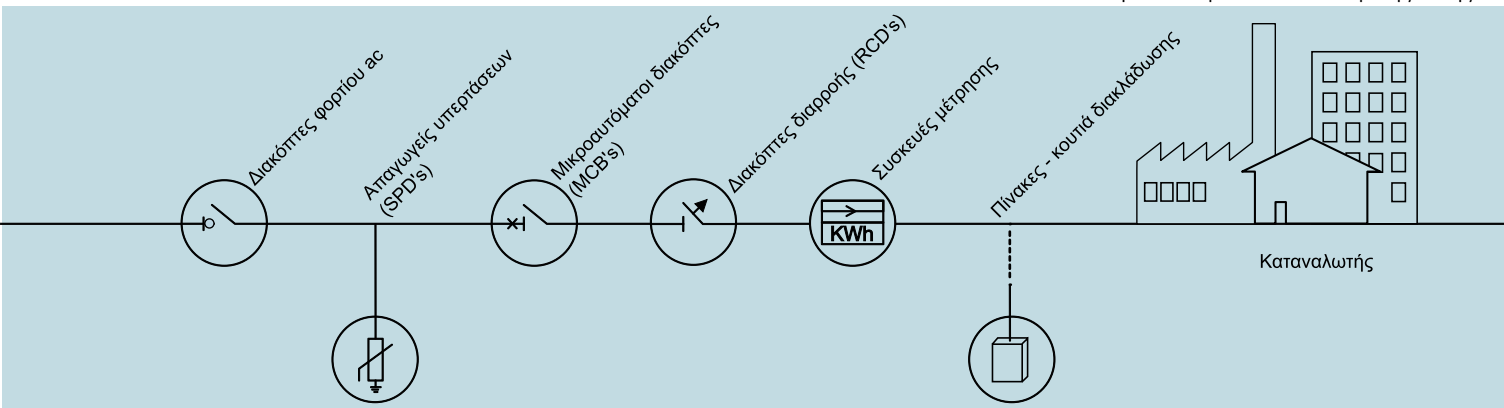 Διακόπτες φορτίου ac
Απαγωγείς υπερτάσεων
(SPD's)
Μικροαυτόματοι διακόπτες
(MCB's)
Διακόπτες διαρροής (RCD's)
Συσκευές μέτρησης
KWh
Πίνακες - κουτιά διακλάδωσης
Καταναλωτής